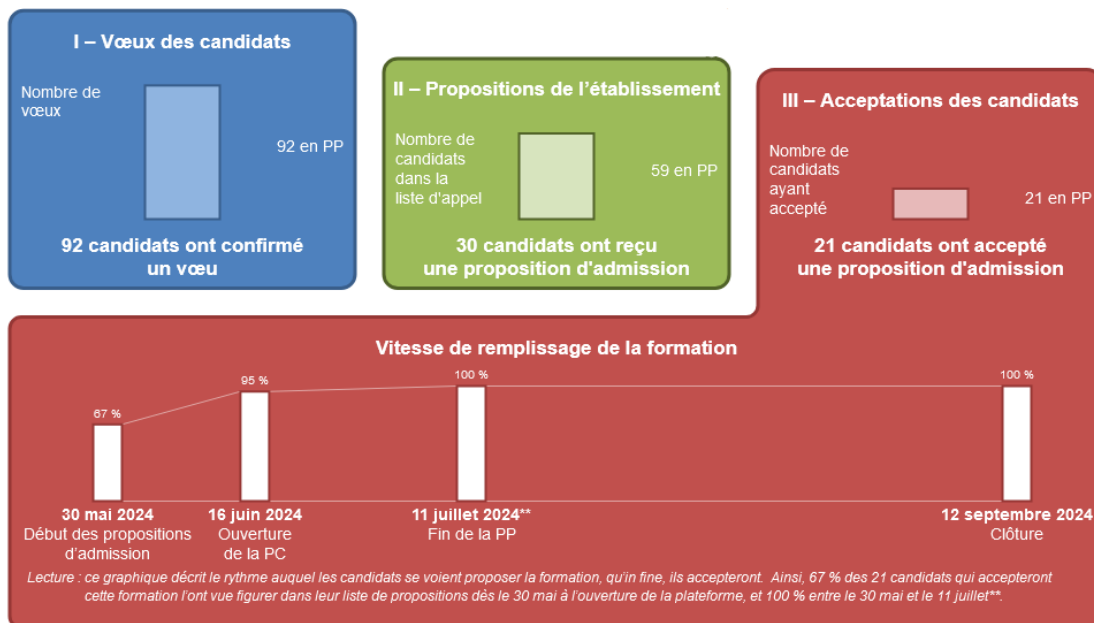 I – Vœux des candidats
Nombre de
vœux
92 en PP
92 candidats ont confirmé
un vœu
II – Propositions de l'établissement
Nombre de
candidats
dans la
liste d'appel
59 en PP
30 candidats ont reçu
une proposition d'admission
III – Acceptations des candidats
Nombre de
candidats
ayant
accepté
21 en PP
21 candidats ont accepté
une proposition d'admission
Vitesse de remplissage de la formation
67 %
95 %
100 %
100 %
30 mai 2024
Début des propositions
d'admission
16 juin 2024
Ouverture
de la PC
11 juillet 2024**
Fin de la PP
12 septembre 2024
Clôture
Lecture : ce graphique décrit le rythme auquel les candidats se voient proposer la formation, qu'in fine, ils accepteront. Ainsi, 67 % des 21 candidats qui accepteront
cette formation l'ont vue figurer dans leur liste de propositions dès le 30 mai à l'ouverture de la plateforme, et 100 % entre le 30 mai et le 11 juillet**.